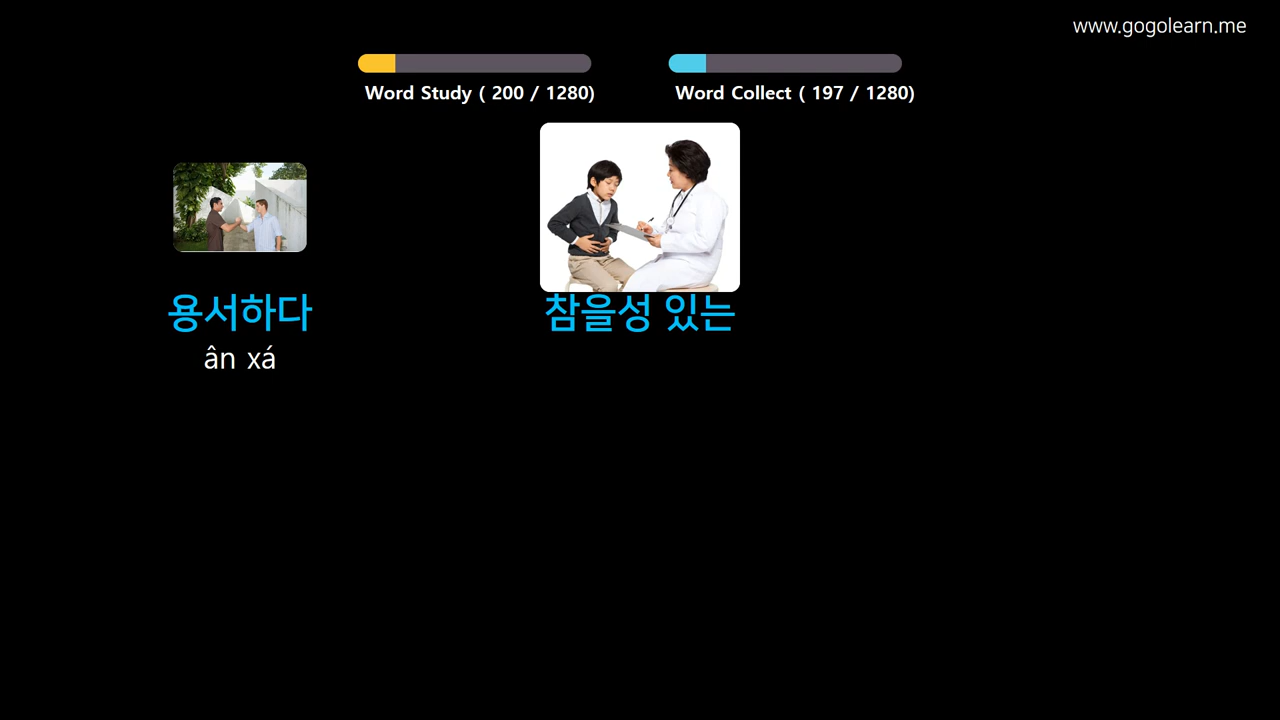 www.gogolearn.me
Word Study ( 200 / 1280)
Word Collect ( 197 / 1280)
용서하다
참을성 있는
ân xá